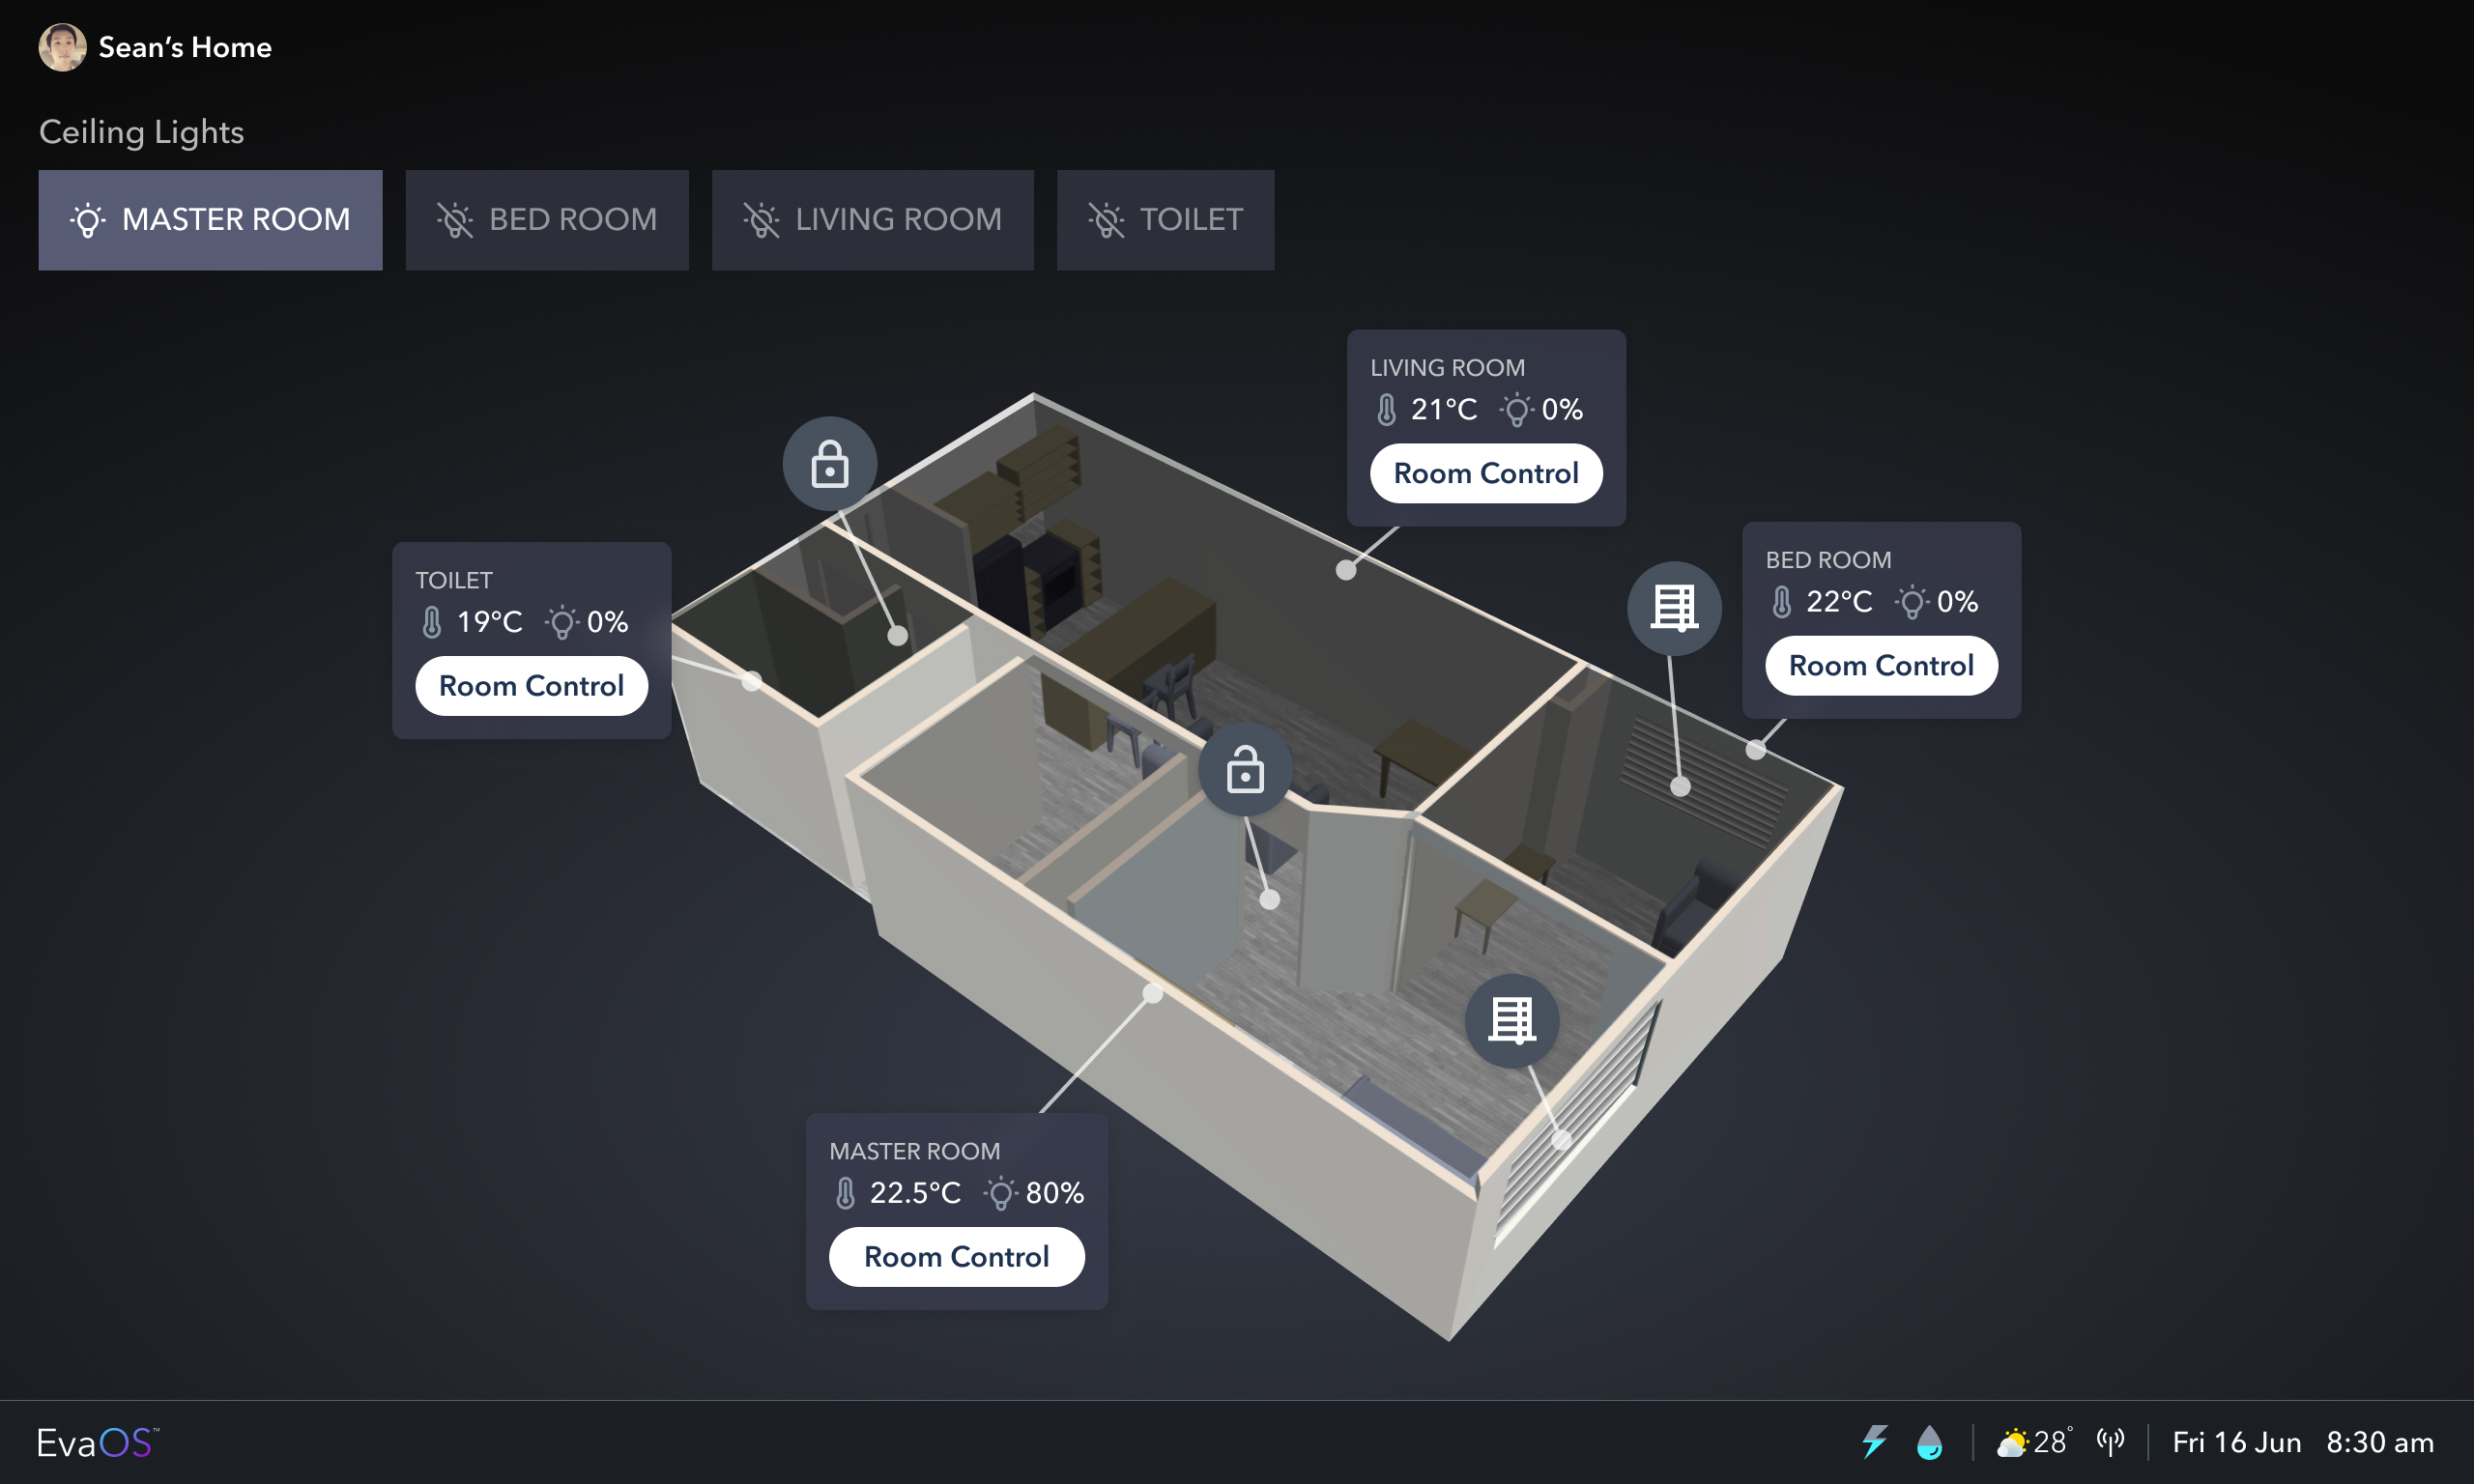 Sean’s Home
Ceiling Lights
MASTER ROOM
BED ROOM
LIVING ROOM
TOILET
LIVING ROOM
21°C 0%
Room Control
BED ROOM
22°C 0%
Room Control
TOILET
19°C 0%
Room Control
MASTER ROOM
22.5°C 80%
Room Control
EvaOS™
28° Fri 16 Jun 8:30 am